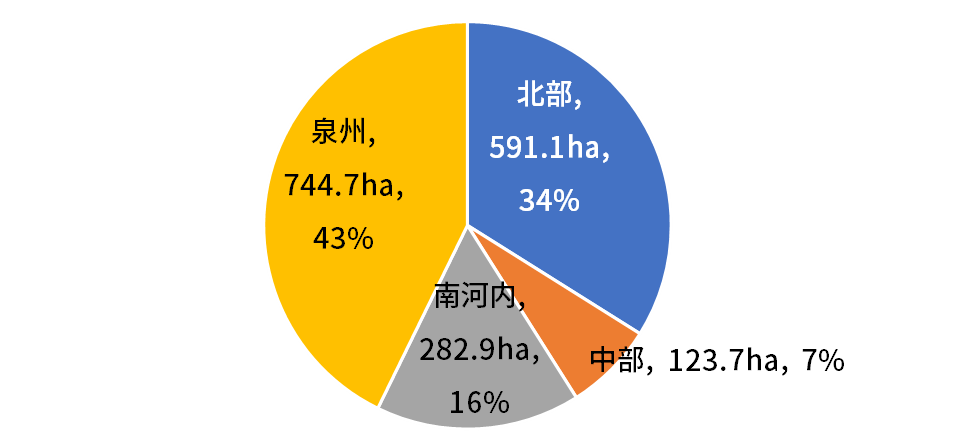 北部,
591.1ha,
34%
泉州,
744.7ha,
43%
南河内,
282.9ha,
16%
中部, 123.7ha, 7%